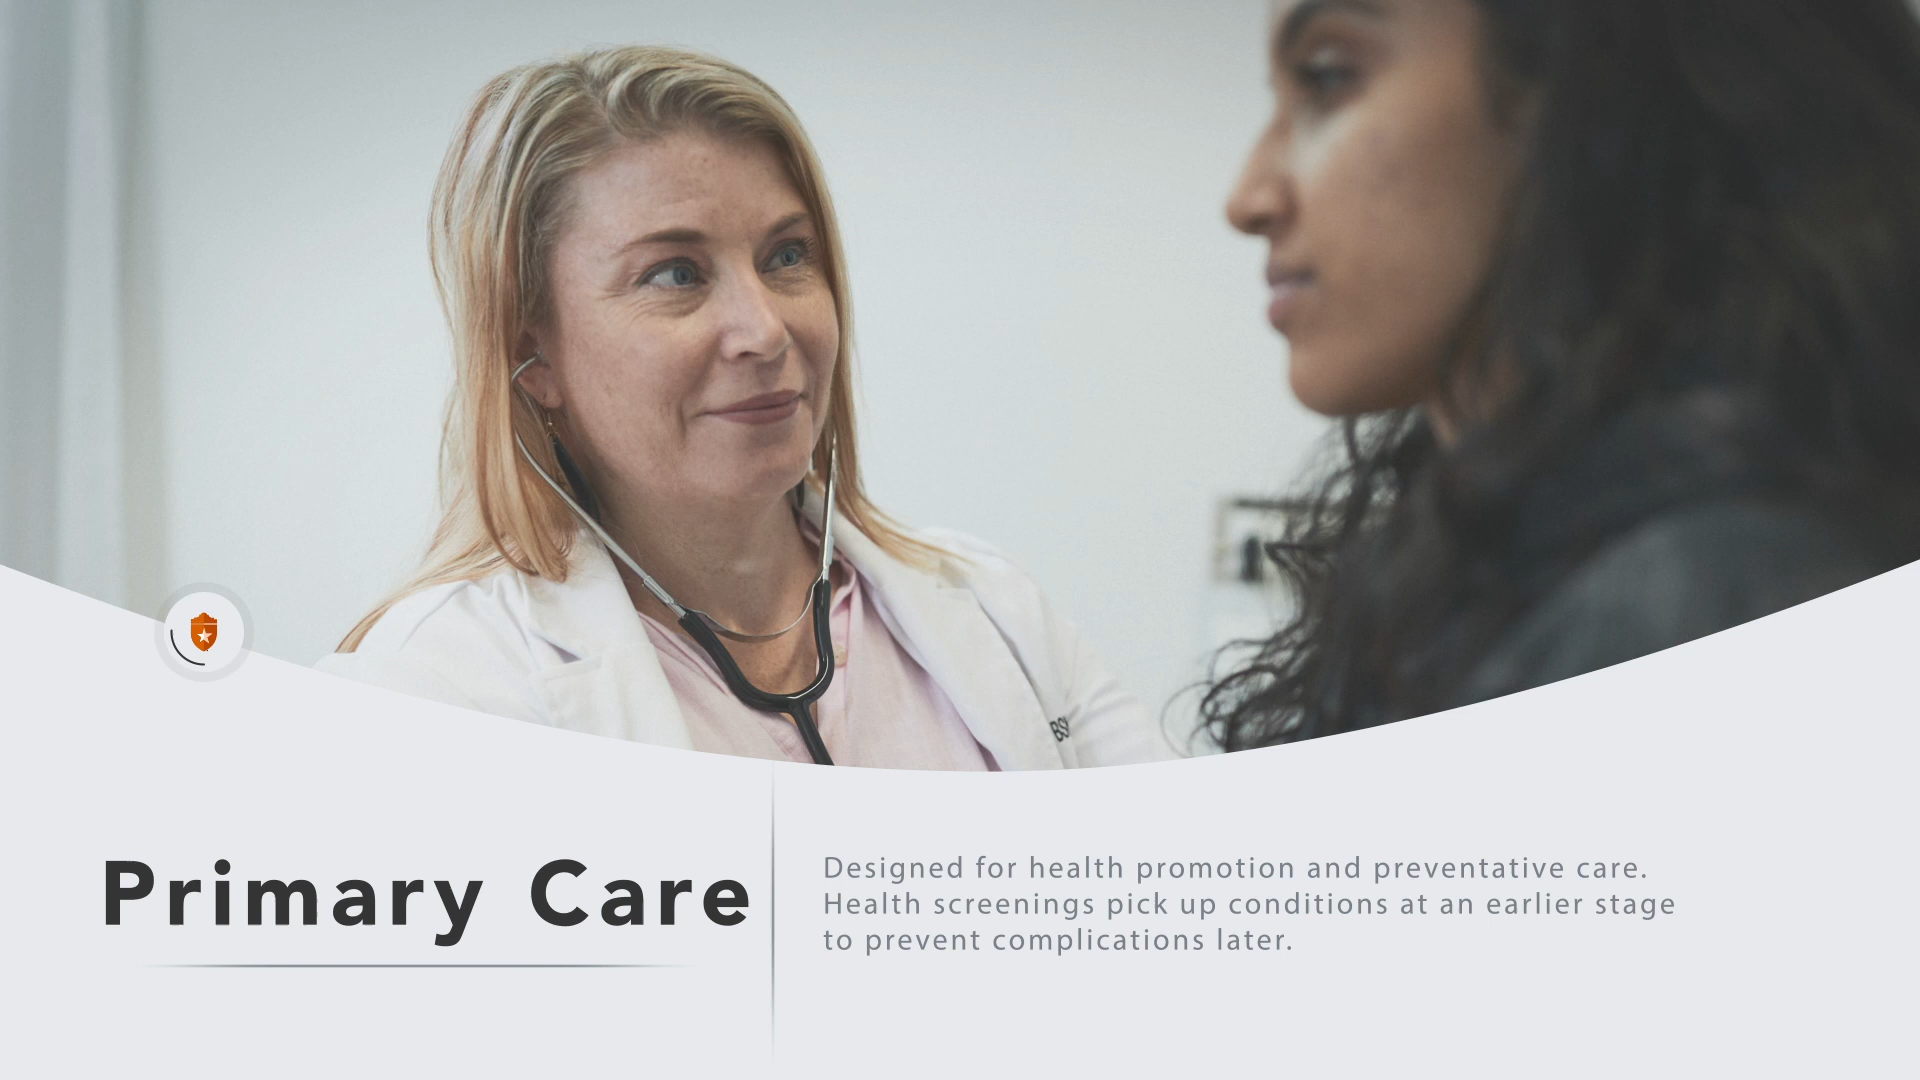 Primary Care
Designed for health promotion and preventative care.
Health screenings pick up conditions at an earlier stage
to prevent complications later.